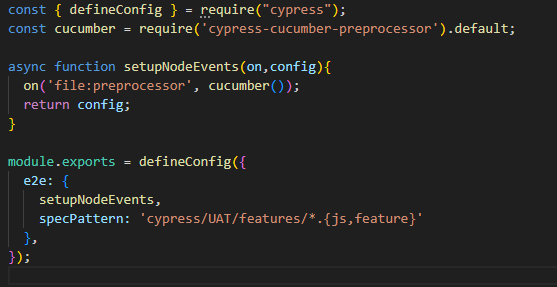 const { defineConfig } = require("cypress");
const cucumber = require('cypress-cucumber-preprocessor').default;
async function setupNodeEvents(on,config){
on('file:preprocessor', cucumber());
return config;
}
module.exports = defineConfig({
e2e: {
setupNodeEvents,
specPattern: 'cypress/UAT/features/*.{js,feature}'
},
});